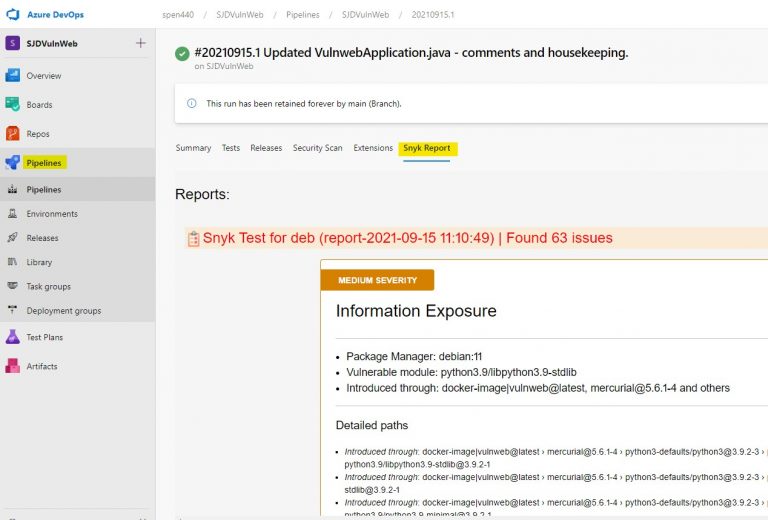 Azure DevOps
spen440 / SJDVulnWeb / Pipelines / SJDVulnWeb / 20210915.1
S SJDVulnWeb +
Overview
Boards
Repos
Pipelines
Pipelines
Environments
Releases
Library
Task groups
Deployment groups
Test Plans
Artifacts
#20210915.1 Updated VulnwebApplication.java - comments and housekeeping.
on SJDVulnWeb
This run has been retained forever by main (Branch).
Summary Tests Releases Security Scan Extensions Snyk Report
Reports:
Snyk Test for deb (report-2021-09-15 11:10:49) | Found 63 issues
MEDIUM SEVERITY
Information Exposure
• Package Manager: debian:11
• Vulnerable module: python3.9/libpython3.9-stdlib
• Introduced through: docker-image|vulnweb@latest, mercurial@5.6.1-4 and others
Detailed paths
• Introduced through: docker-image|vulnweb@latest › mercurial@5.6.1-4 › python3-defaults/python3@3.9.2-3 ›
python3.9/libpython3.9-stdlib@3.9.2-1
• Introduced through: docker-image|vulnweb@latest › mercurial@5.6.1-4 › python3-defaults/python3@3.9.2-3 ›
stdlib@3.9.2-1
• Introduced through: docker-image|vulnweb@latest › mercurial@5.6.1-4 › python3-defaults/python3@3.9.2-3 ›
python3.9/python3.9-minimal@3.9.2-1